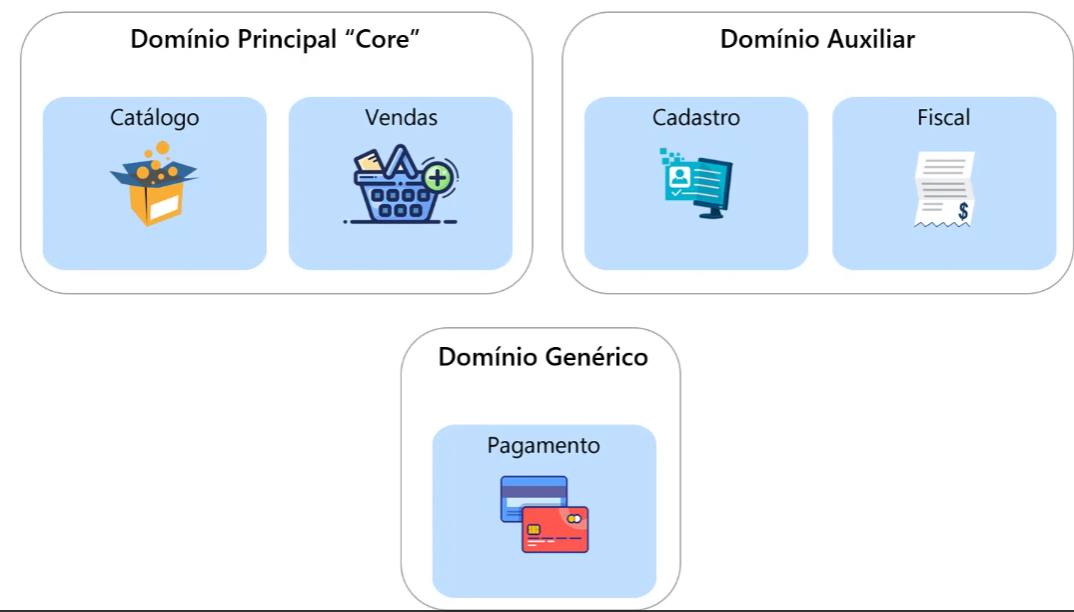 Domínio Principal “Core”
Catálogo
Vendas
Domínio Auxiliar
Cadastro
Fiscal
$
Domínio Genérico
Pagamento